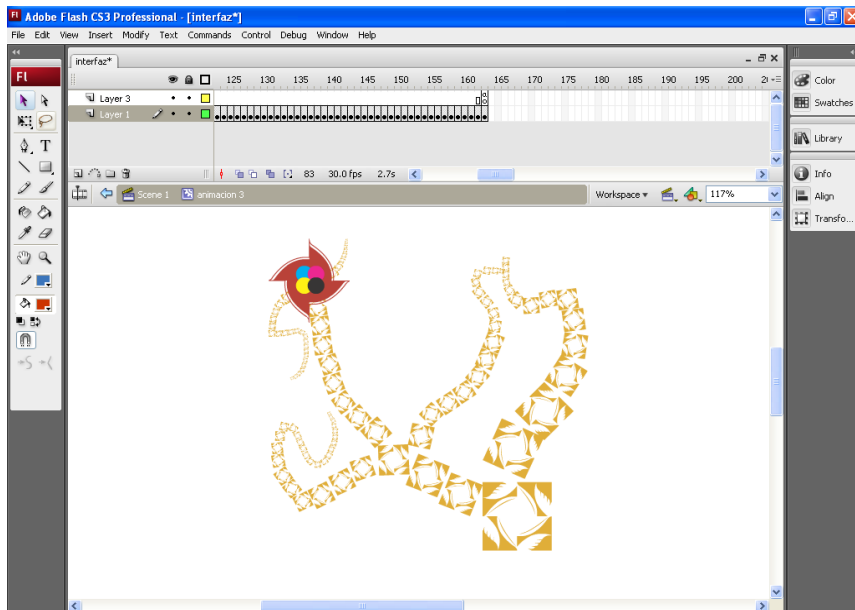 Fl Adobe Flash CS3 Professional - [interfaz*]
File Edit View Insert Modify Text Commands Control Debug Window Help
interfaz*
Fl
125 130 135 140 145 150 155 160 165 170 175 180 185 190 195 200
Layer 3
Layer 1
83 30.0 fps 2.7s
Scene 1 animacion 3 Workspace 117%
T
Color
Swatches
Library
Info
Align
Transfo...